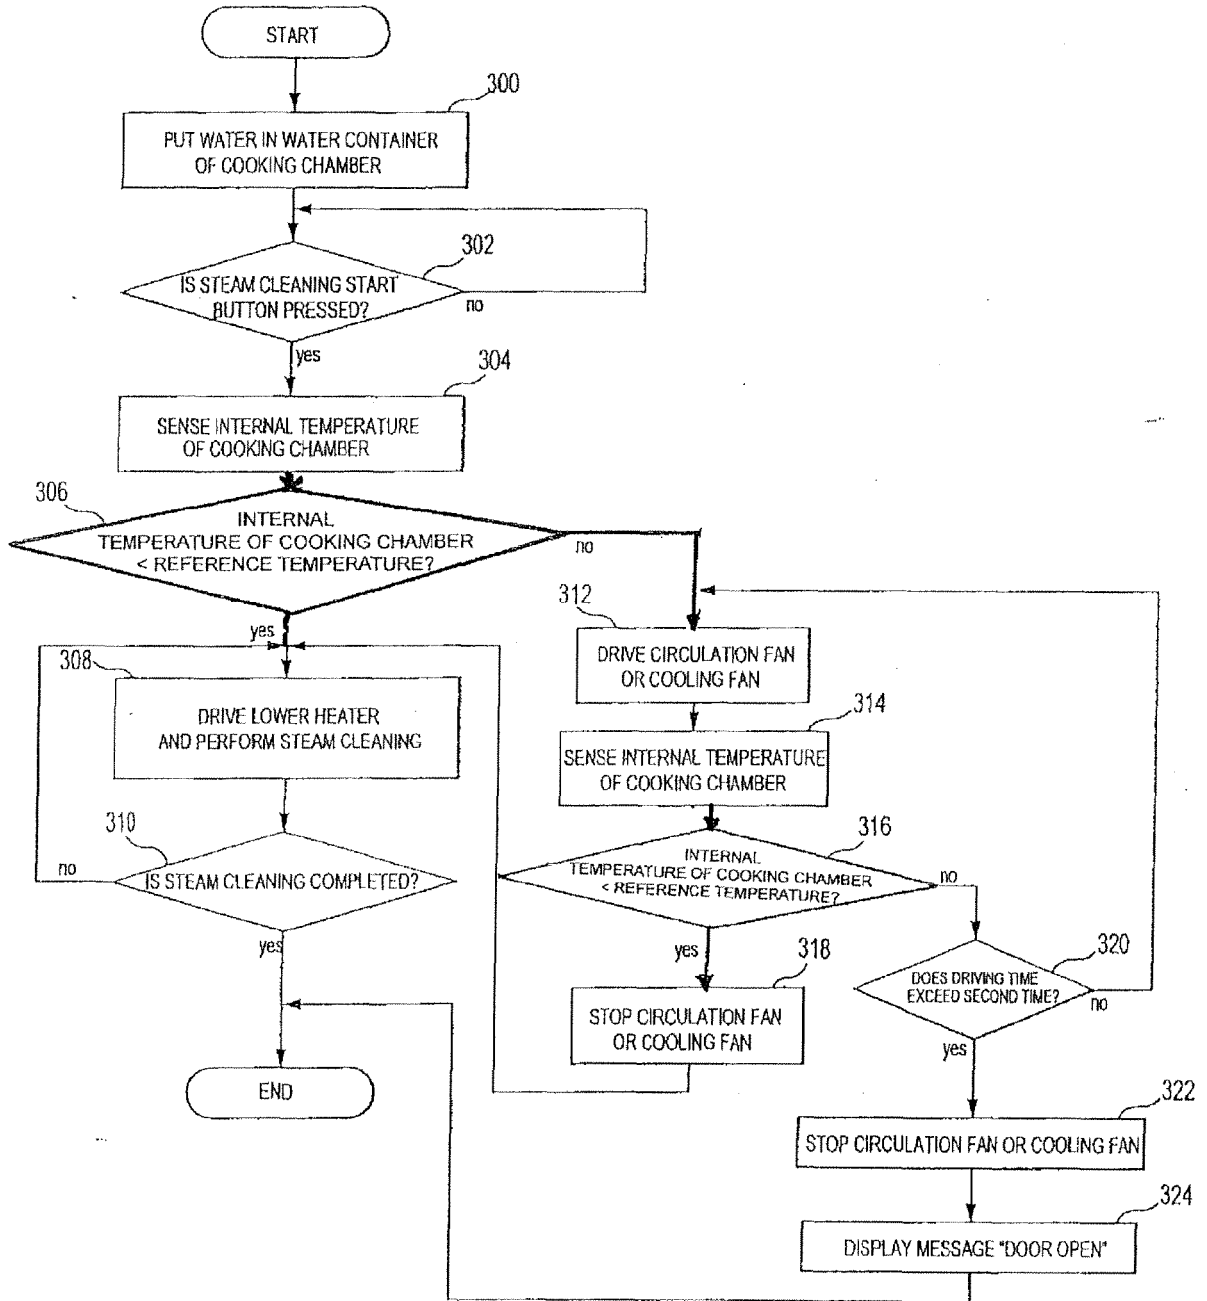 START
300
PUT WATER IN WATER CONTAINER
OF COOKING CHAMBER
302
IS STEAM CLEANING START
BUTTON PRESSED?
no
yes
304
SENSE INTERNAL TEMPERATURE
OF COOKING CHAMBER
306
INTERNAL
TEMPERATURE OF COOKING CHAMBER
< REFERENCE TEMPERATURE?
no
yes
308
DRIVE LOWER HEATER
AND PERFORM STEAM CLEANING
310
IS STEAM CLEANING COMPLETED?
no
yes
END
312
DRIVE CIRCULATION FAN
OR COOLING FAN
314
SENSE INTERNAL TEMPERATURE
OF COOKING CHAMBER
316
INTERNAL
TEMPERATURE OF COOKING CHAMBER
< REFERENCE TEMPERATURE?
no
yes
318
STOP CIRCULATION FAN
OR COOLING FAN
320
DOES DRIVING TIME
EXCEED SECOND TIME?
no
yes
322
STOP CIRCULATION FAN OR COOLING FAN
324
DISPLAY MESSAGE "DOOR OPEN"